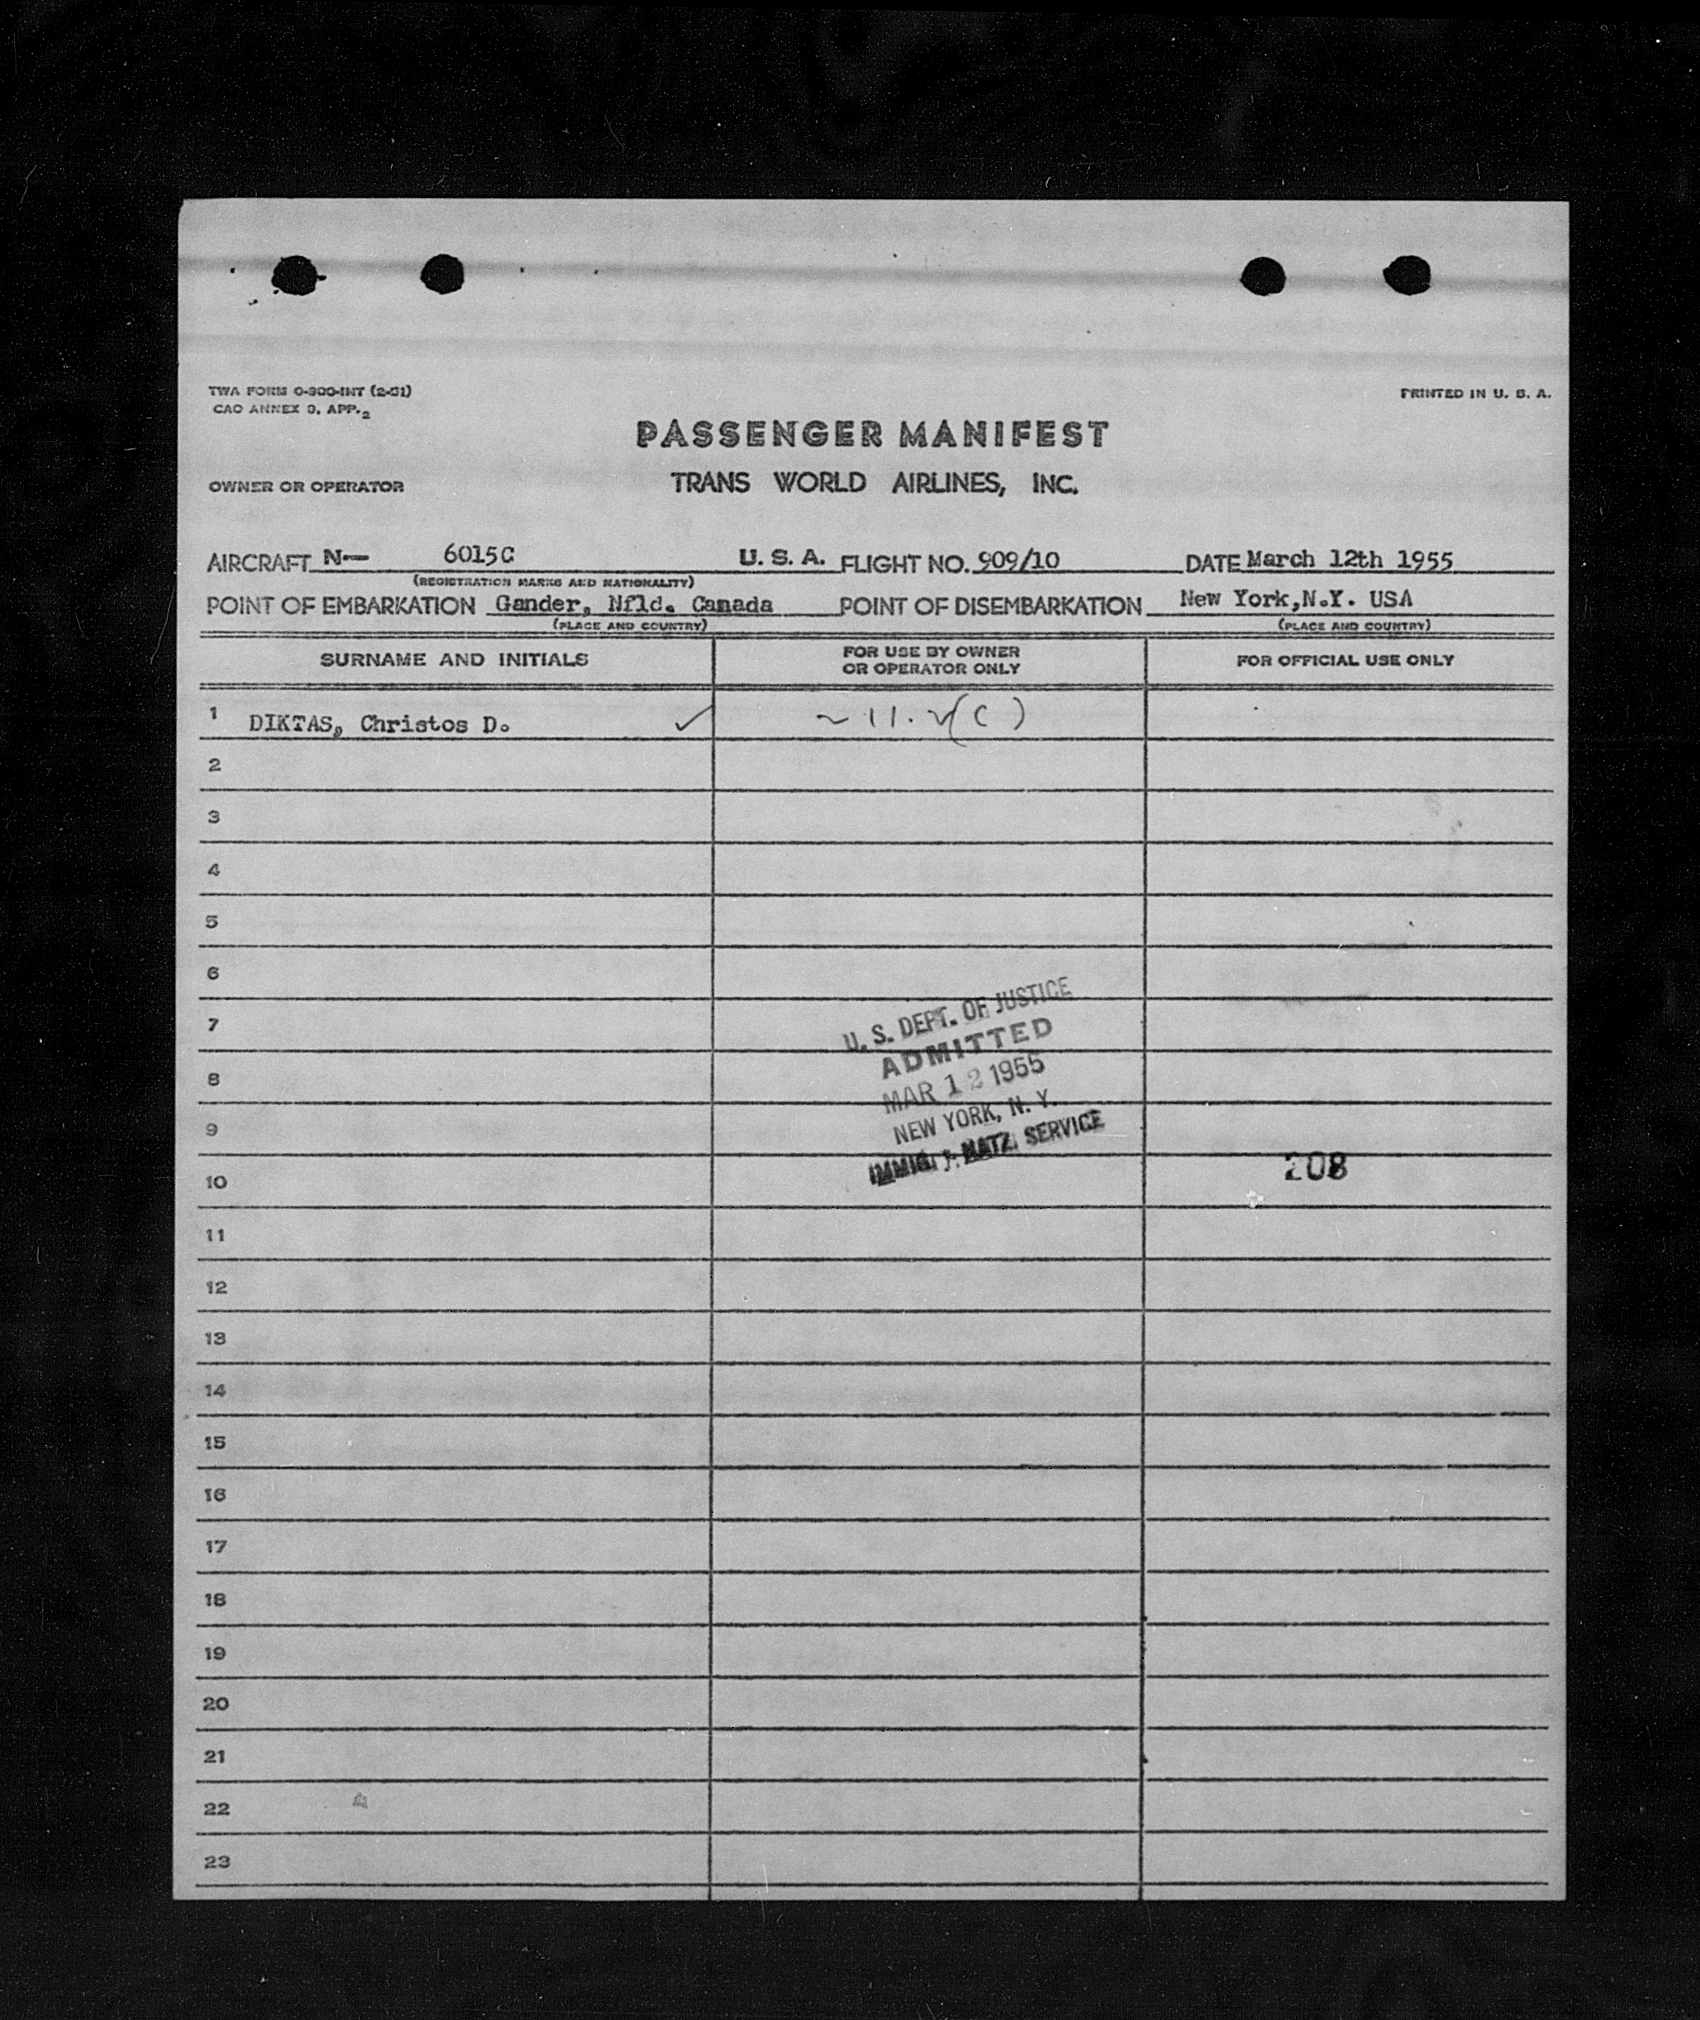 TWA FORM O-300-INT (2-51)
CAO ANNEX 9, APP. 2
PRINTED IN U. S. A.
PASSENGER MANIFEST
OWNER OR OPERATOR
TRANS WORLD AIRLINES, INC.
AIRCRAFT N— 6015C U. S. A. FLIGHT NO. 909/10 DATE March 12th 1955
(REGISTRATION MARKS AND NATIONALITY)
POINT OF EMBARKATION Gander, Nfld. Canada POINT OF DISEMBARKATION New York,N.Y. USA
(PLACE AND COUNTRY) (PLACE AND COUNTRY)
SURNAME AND INITIALS FOR USE BY OWNER OR OPERATOR ONLY FOR OFFICIAL USE ONLY
1 DIKTAS, Christos D. ✓
2
3
4
5
6
7
8
9
10
U. S. DEPT. OF JUSTICE
ADMITTED
MAR 12 1955
NEW YORK, N. Y.
IMMIG. & NATZ. SERVICE
208
11
12
13
14
15
16
17
18
19
20
21
22
23